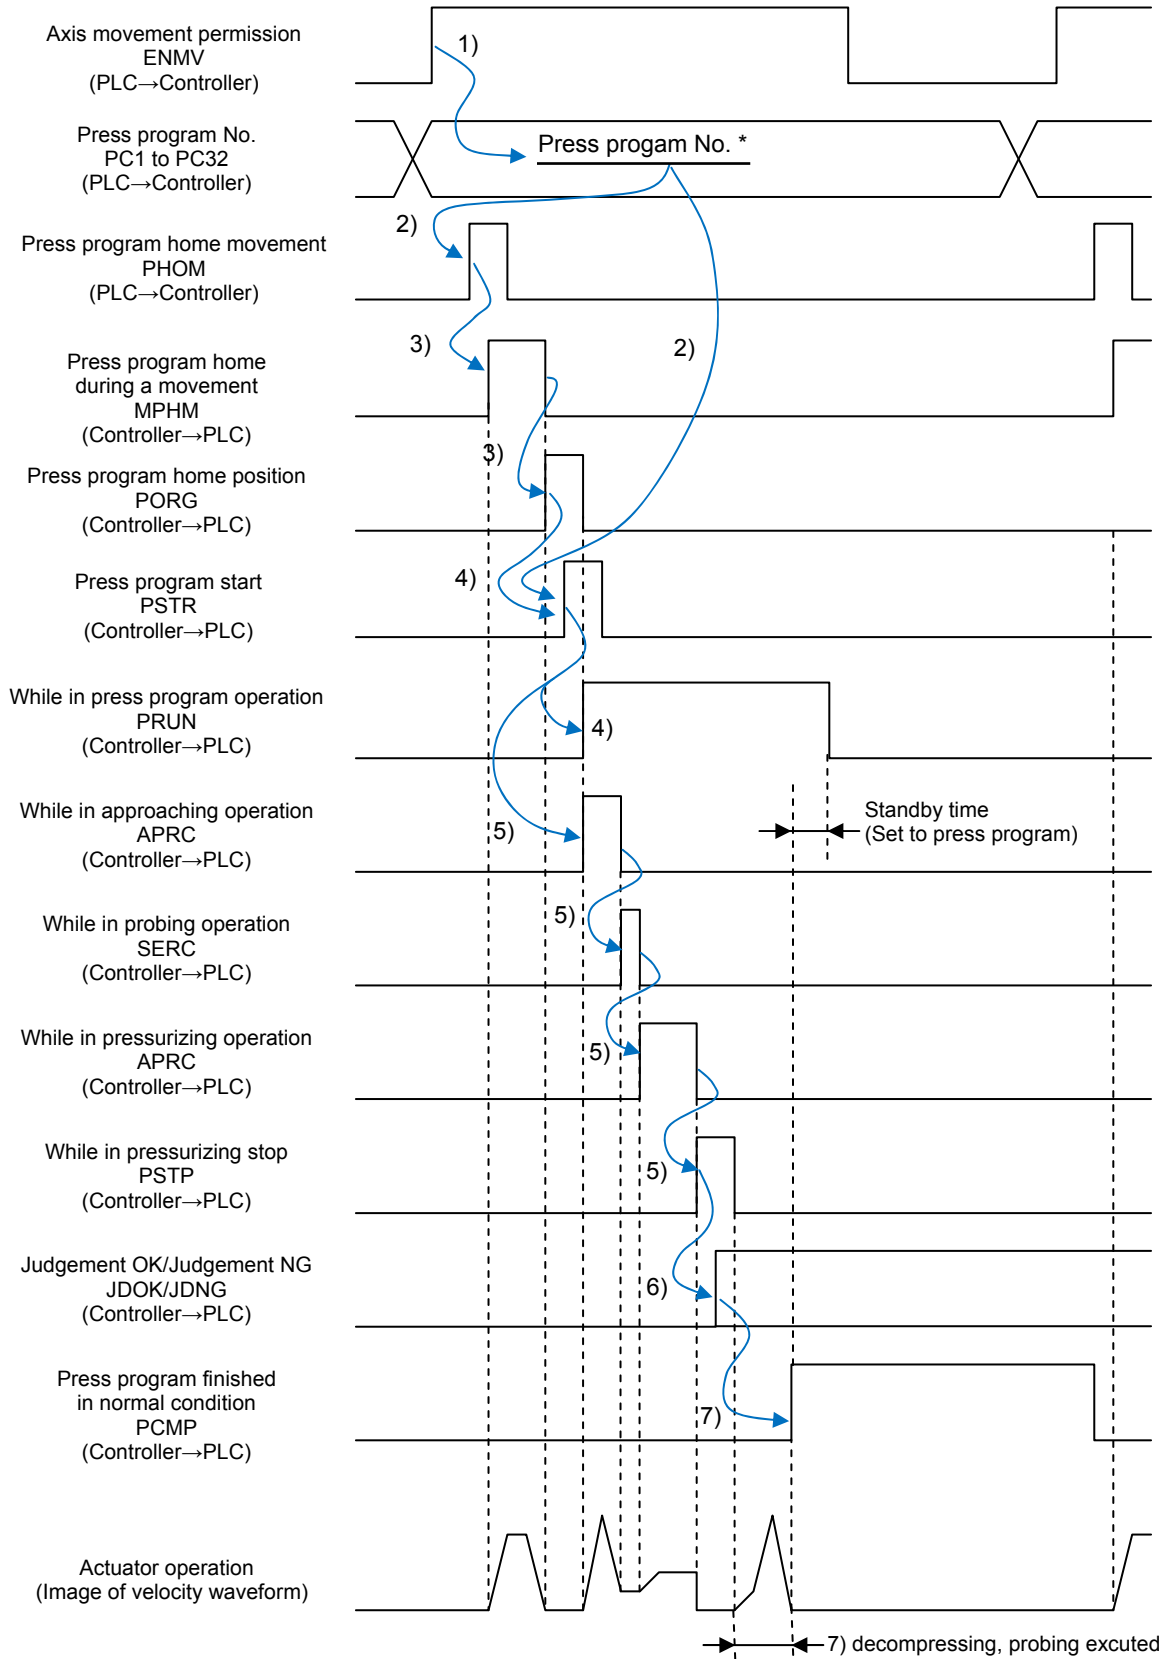 Axis movement permission
ENMV
(PLC→Controller)
1)
Press program No.
PC1 to PC32
(PLC→Controller)
Press progam No. *
2)
Press program home movement
PHOM
(PLC→Controller)
3)
2)
Press program home
during a movement
MPHM
(Controller→PLC)
3)
Press program home position
PORG
(Controller→PLC)
4)
Press program start
PSTR
(Controller→PLC)
While in press program operation
PRUN
(Controller→PLC)
4)
While in approaching operation
APRC
(Controller→PLC)
5)
Standby time
(Set to press program)
While in probing operation
SERC
(Controller→PLC)
5)
While in pressurizing operation
APRC
(Controller→PLC)
5)
While in pressurizing stop
PSTP
(Controller→PLC)
5)
Judgement OK/Judgement NG
JDOK/JDNG
(Controller→PLC)
6)
Press program finished
in normal condition
PCMP
(Controller→PLC)
7)
Actuator operation
(Image of velocity waveform)
7) decompressing, probing excuted